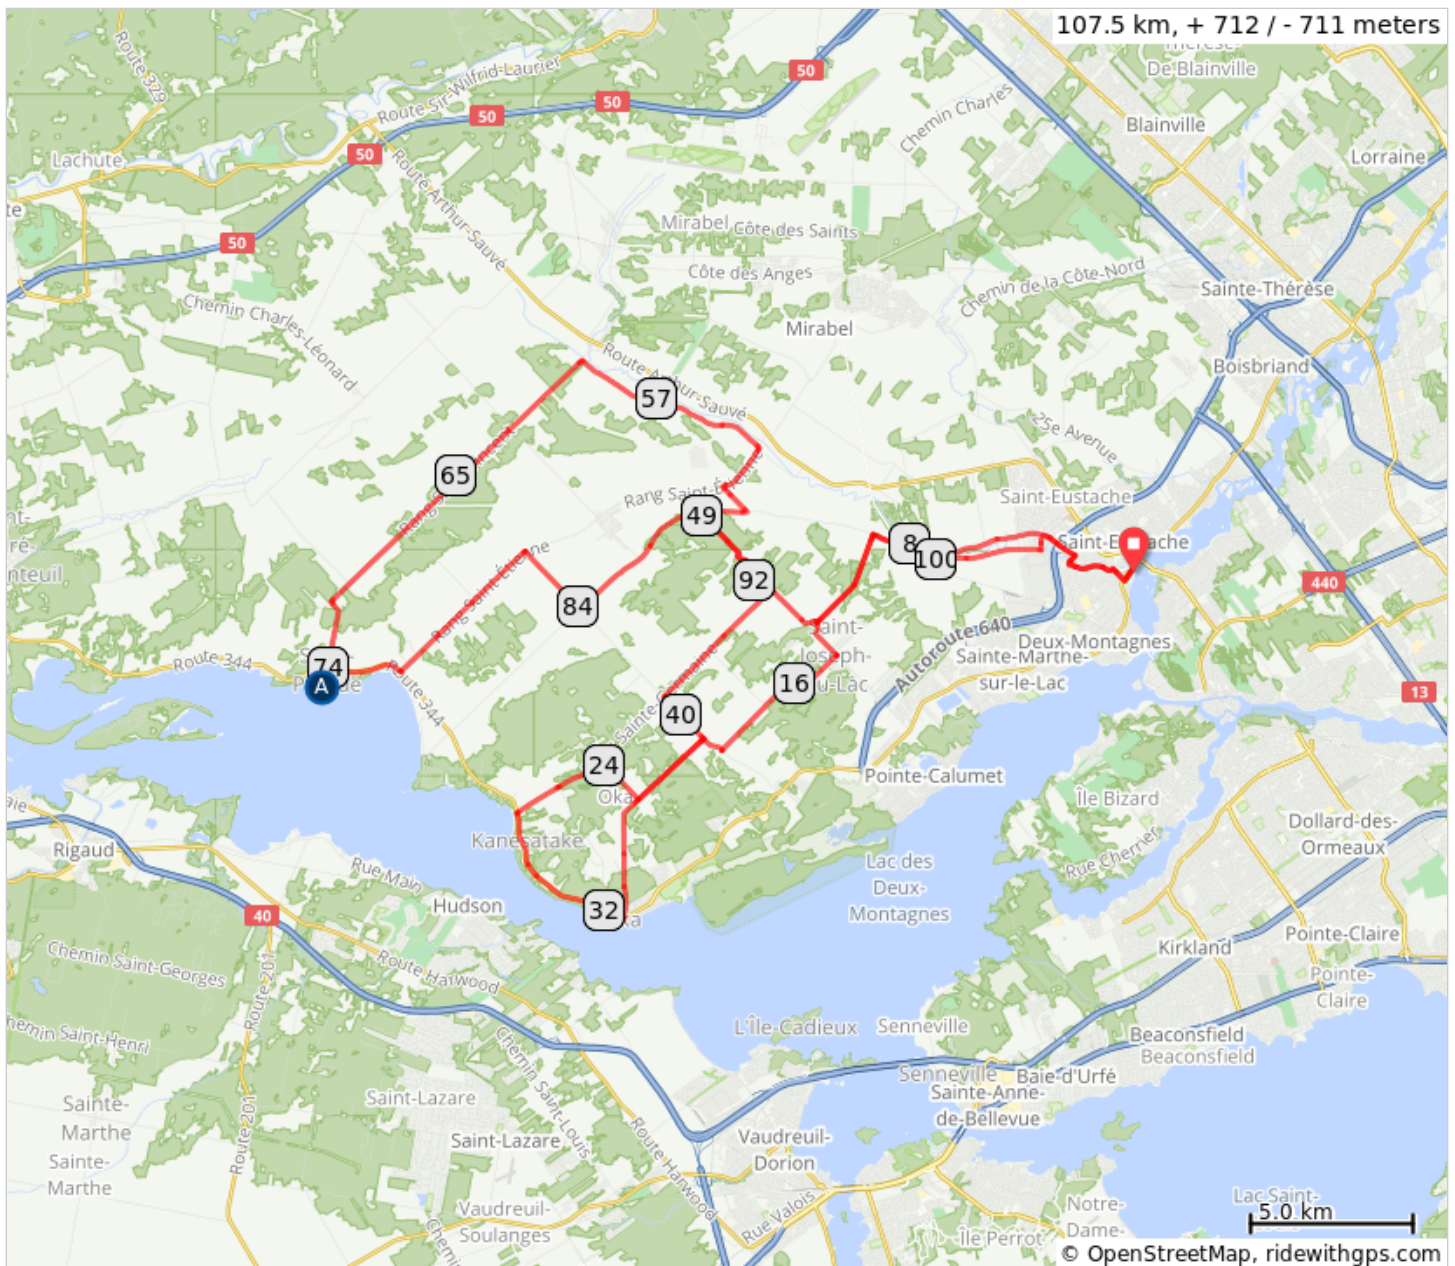 107.5 km, + 712 / - 711 meters
Route 329
De Blainville
Route Sir-Wilfrid-Laurier
50
50
50
50
50
Chemin Charles
Blainville
Lorraine
Lachute
Route Arthur-Sauvé
Mirabel
Côte des Saints
Côte des Anges
Chemin de la Côte-Nord
Sainte-Thérèse
Chemin Charles-Léonard
Mirabel
Route Arthur-Sauvé
Boisbriand
57
25e Avenue
65
Saint-Eustache
49
8
100
92
440
84
Rang Saint-Étienne
Autoroute 640
Deux-Montagnes
Sainte-Marthe-
sur-le-Lac
Saint-
Joseph-
Route 344
74
A
Route 344
16
13
40
24
Oka
Pointe-Calumet
Île Bizard
Kanesatake
Rigaud
Rue Main
Rue Cherrier
Dollard-des-
Ormeaux
Lac des
Deux-
Montagnes
Hudson
32
40
Kirkland
Pointe-Claire
Chemin Saint-Georges
Route 201
Route Harwood
Pointe-
Claire
L'Île-Cadieux
Senneville
Beaconsfield
Beaconsfield
Chemin Saint-Louis
Senneville
Baie-d'Urfé
Sainte-Anne-
de-Bellevue
Saint-Lazare
Sainte-
Marthe
Saint-Lazare
Vaudreuil-
Dorion
Sainte-
Marthe
Route 201
Route Harwood
Vaudreuil-
Soulanges
Rue Valois
Île Perrot
Notre-
Dame-
Lac Saint-
5.0 km
© OpenStreetMap, ridewithgps.com